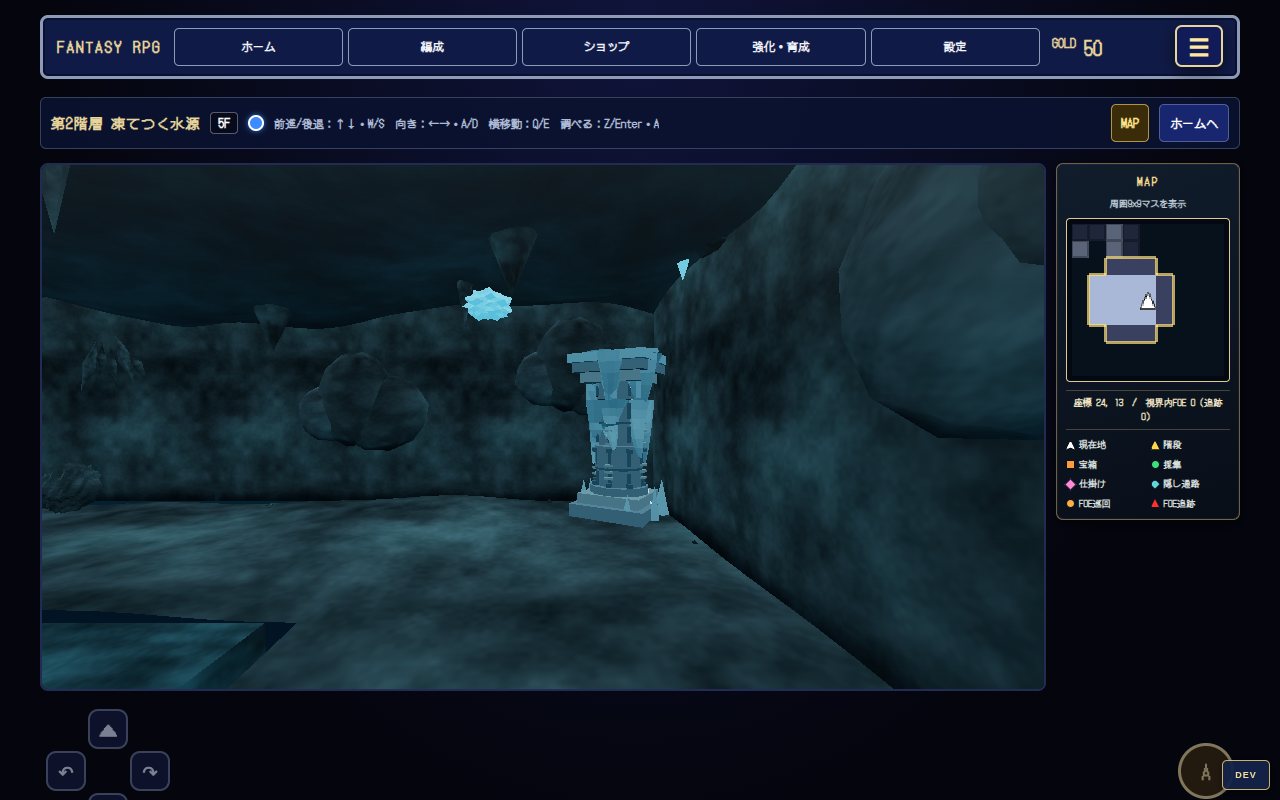 FANTASY RPG
ホーム
編成
ショップ
強化・育成
設定
GOLD 50
第2階層 凍てつく水源
5F
前進/後退：↑↓・W/S 向き：←→・A/D 横移動：Q/E 調べる：Z/Enter・A
MAP
ホームへ
MAP
周囲9x9マスを表示
座標 24, 13 / 視界内FOE 0（追跡
0）
現在地
階段
宝箱
採集
仕掛け
隠し通路
FOE巡回
FOE追跡
A
DEV